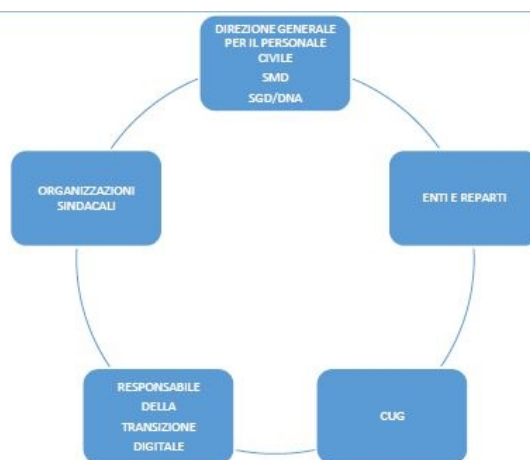 DIREZIONE GENERALE
PER IL PERSONALE
CIVILE
SMD
SGD/DNA
ORGANIZZAZIONI
SINDACALI
ENTI E REPARTI
RESPONSABILE
DELLA
TRANSIZIONE
DIGITALE
CUG